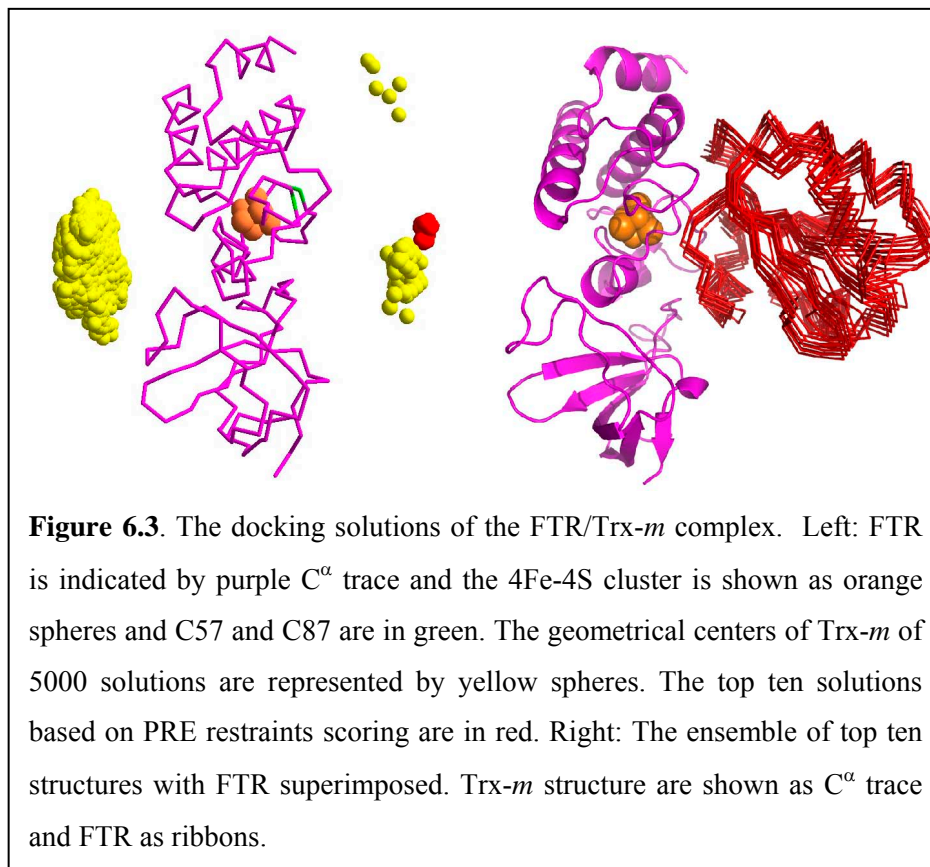 Figure 6.3. The docking solutions of the FTR/Trx-m complex. Left: FTR
is indicated by purple Cα trace and the 4Fe-4S cluster is shown as orange
spheres and C57 and C87 are in green. The geometrical centers of Trx-m of
5000 solutions are represented by yellow spheres. The top ten solutions
based on PRE restraints scoring are in red. Right: The ensemble of top ten
structures with FTR superimposed. Trx-m structure are shown as Cα trace
and FTR as ribbons.